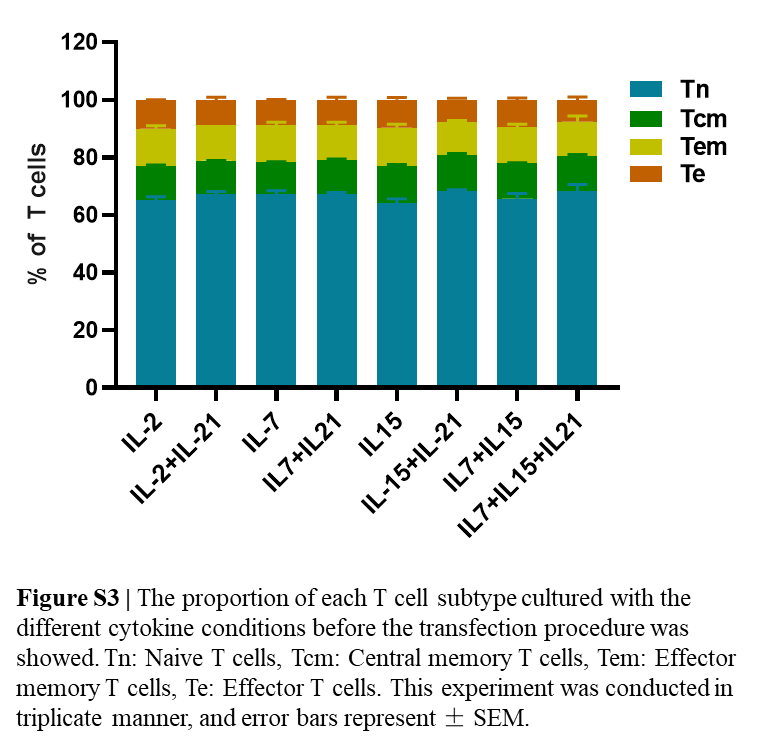 120
100
80
60
40
20
0
% of T cells
Tn
Tcm
Tem
Te
IL-2
IL-2+IL-21
IL-7
IL7+IL21
IL15
IL-15+IL-21
IL7+IL15
IL7+IL15+IL21
Figure S3 | The proportion of each T cell subtype cultured with the
different cytokine conditions before the transfection procedure was
showed. Tn: Naive T cells, Tcm: Central memory T cells, Tem: Effector
memory T cells, Te: Effector T cells. This experiment was conducted in
triplicate manner, and error bars represent ± SEM.